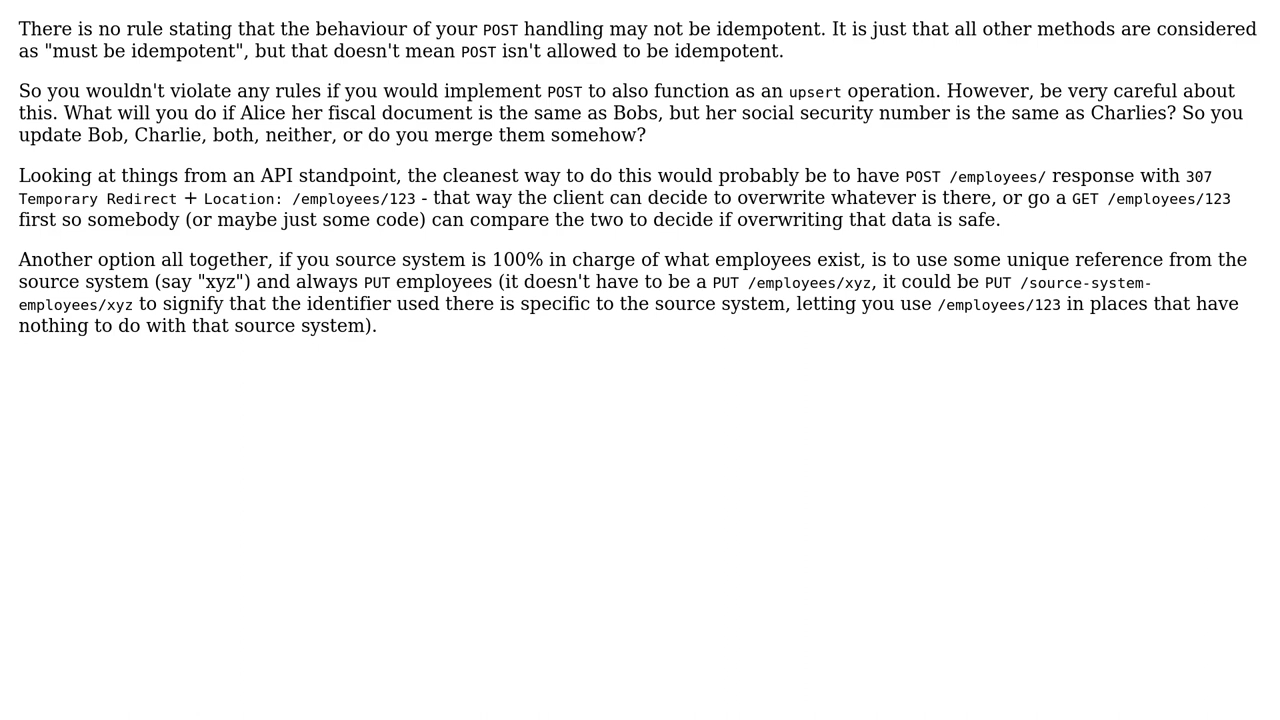 There is no rule stating that the behaviour of your POST handling may not be idempotent. It is just that all other methods are considered
as "must be idempotent", but that doesn't mean POST isn't allowed to be idempotent.
So you wouldn't violate any rules if you would implement POST to also function as an upsert operation. However, be very careful about
this. What will you do if Alice her fiscal document is the same as Bobs, but her social security number is the same as Charlies? So you
update Bob, Charlie, both, neither, or do you merge them somehow?
Looking at things from an API standpoint, the cleanest way to do this would probably be to have POST /employees/ response with 307
Temporary Redirect + Location: /employees/123 - that way the client can decide to overwrite whatever is there, or go a GET /employees/123
first so somebody (or maybe just some code) can compare the two to decide if overwriting that data is safe.
Another option all together, if you source system is 100% in charge of what employees exist, is to use some unique reference from the
source system (say "xyz") and always PUT employees (it doesn't have to be a PUT /employees/xyz, it could be PUT /source-system-
employees/xyz to signify that the identifier used there is specific to the source system, letting you use /employees/123 in places that have
nothing to do with that source system).